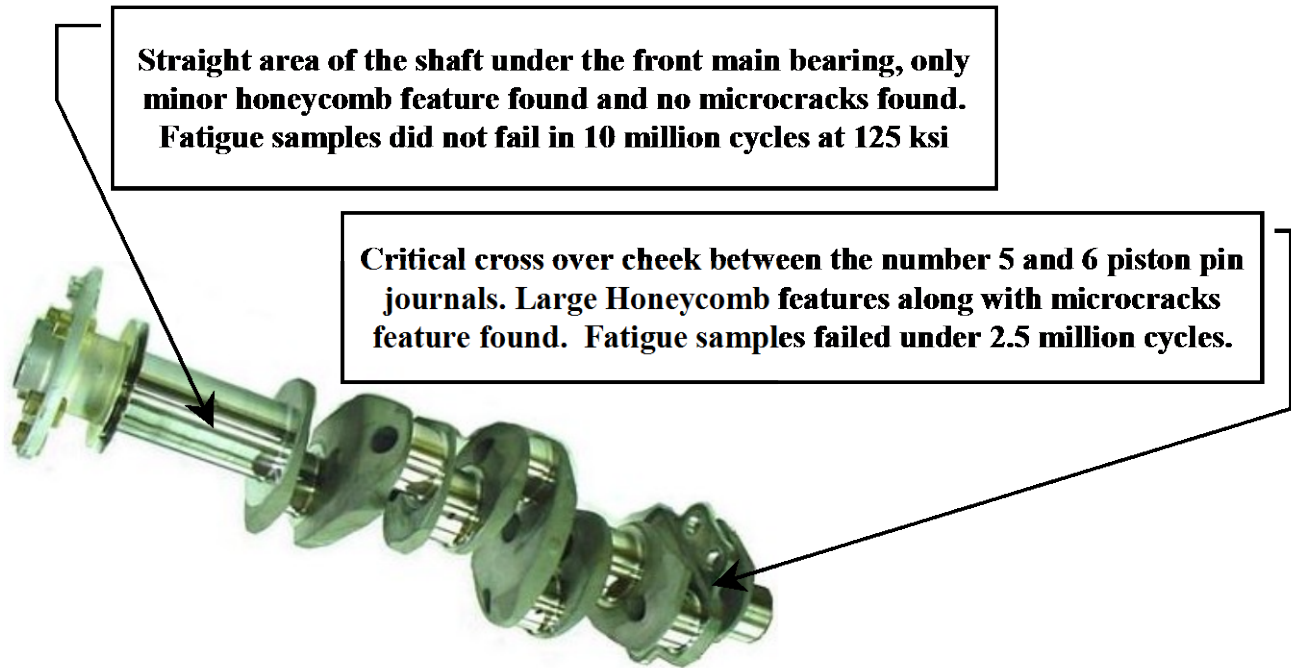 Straight area of the shaft under the front main bearing, only
minor honeycomb feature found and no microcracks found.
Fatigue samples did not fail in 10 million cycles at 125 ksi
Critical cross over cheek between the number 5 and 6 piston pin
journals. Large Honeycomb features along with microcracks
feature found.  Fatigue samples failed under 2.5 million cycles.